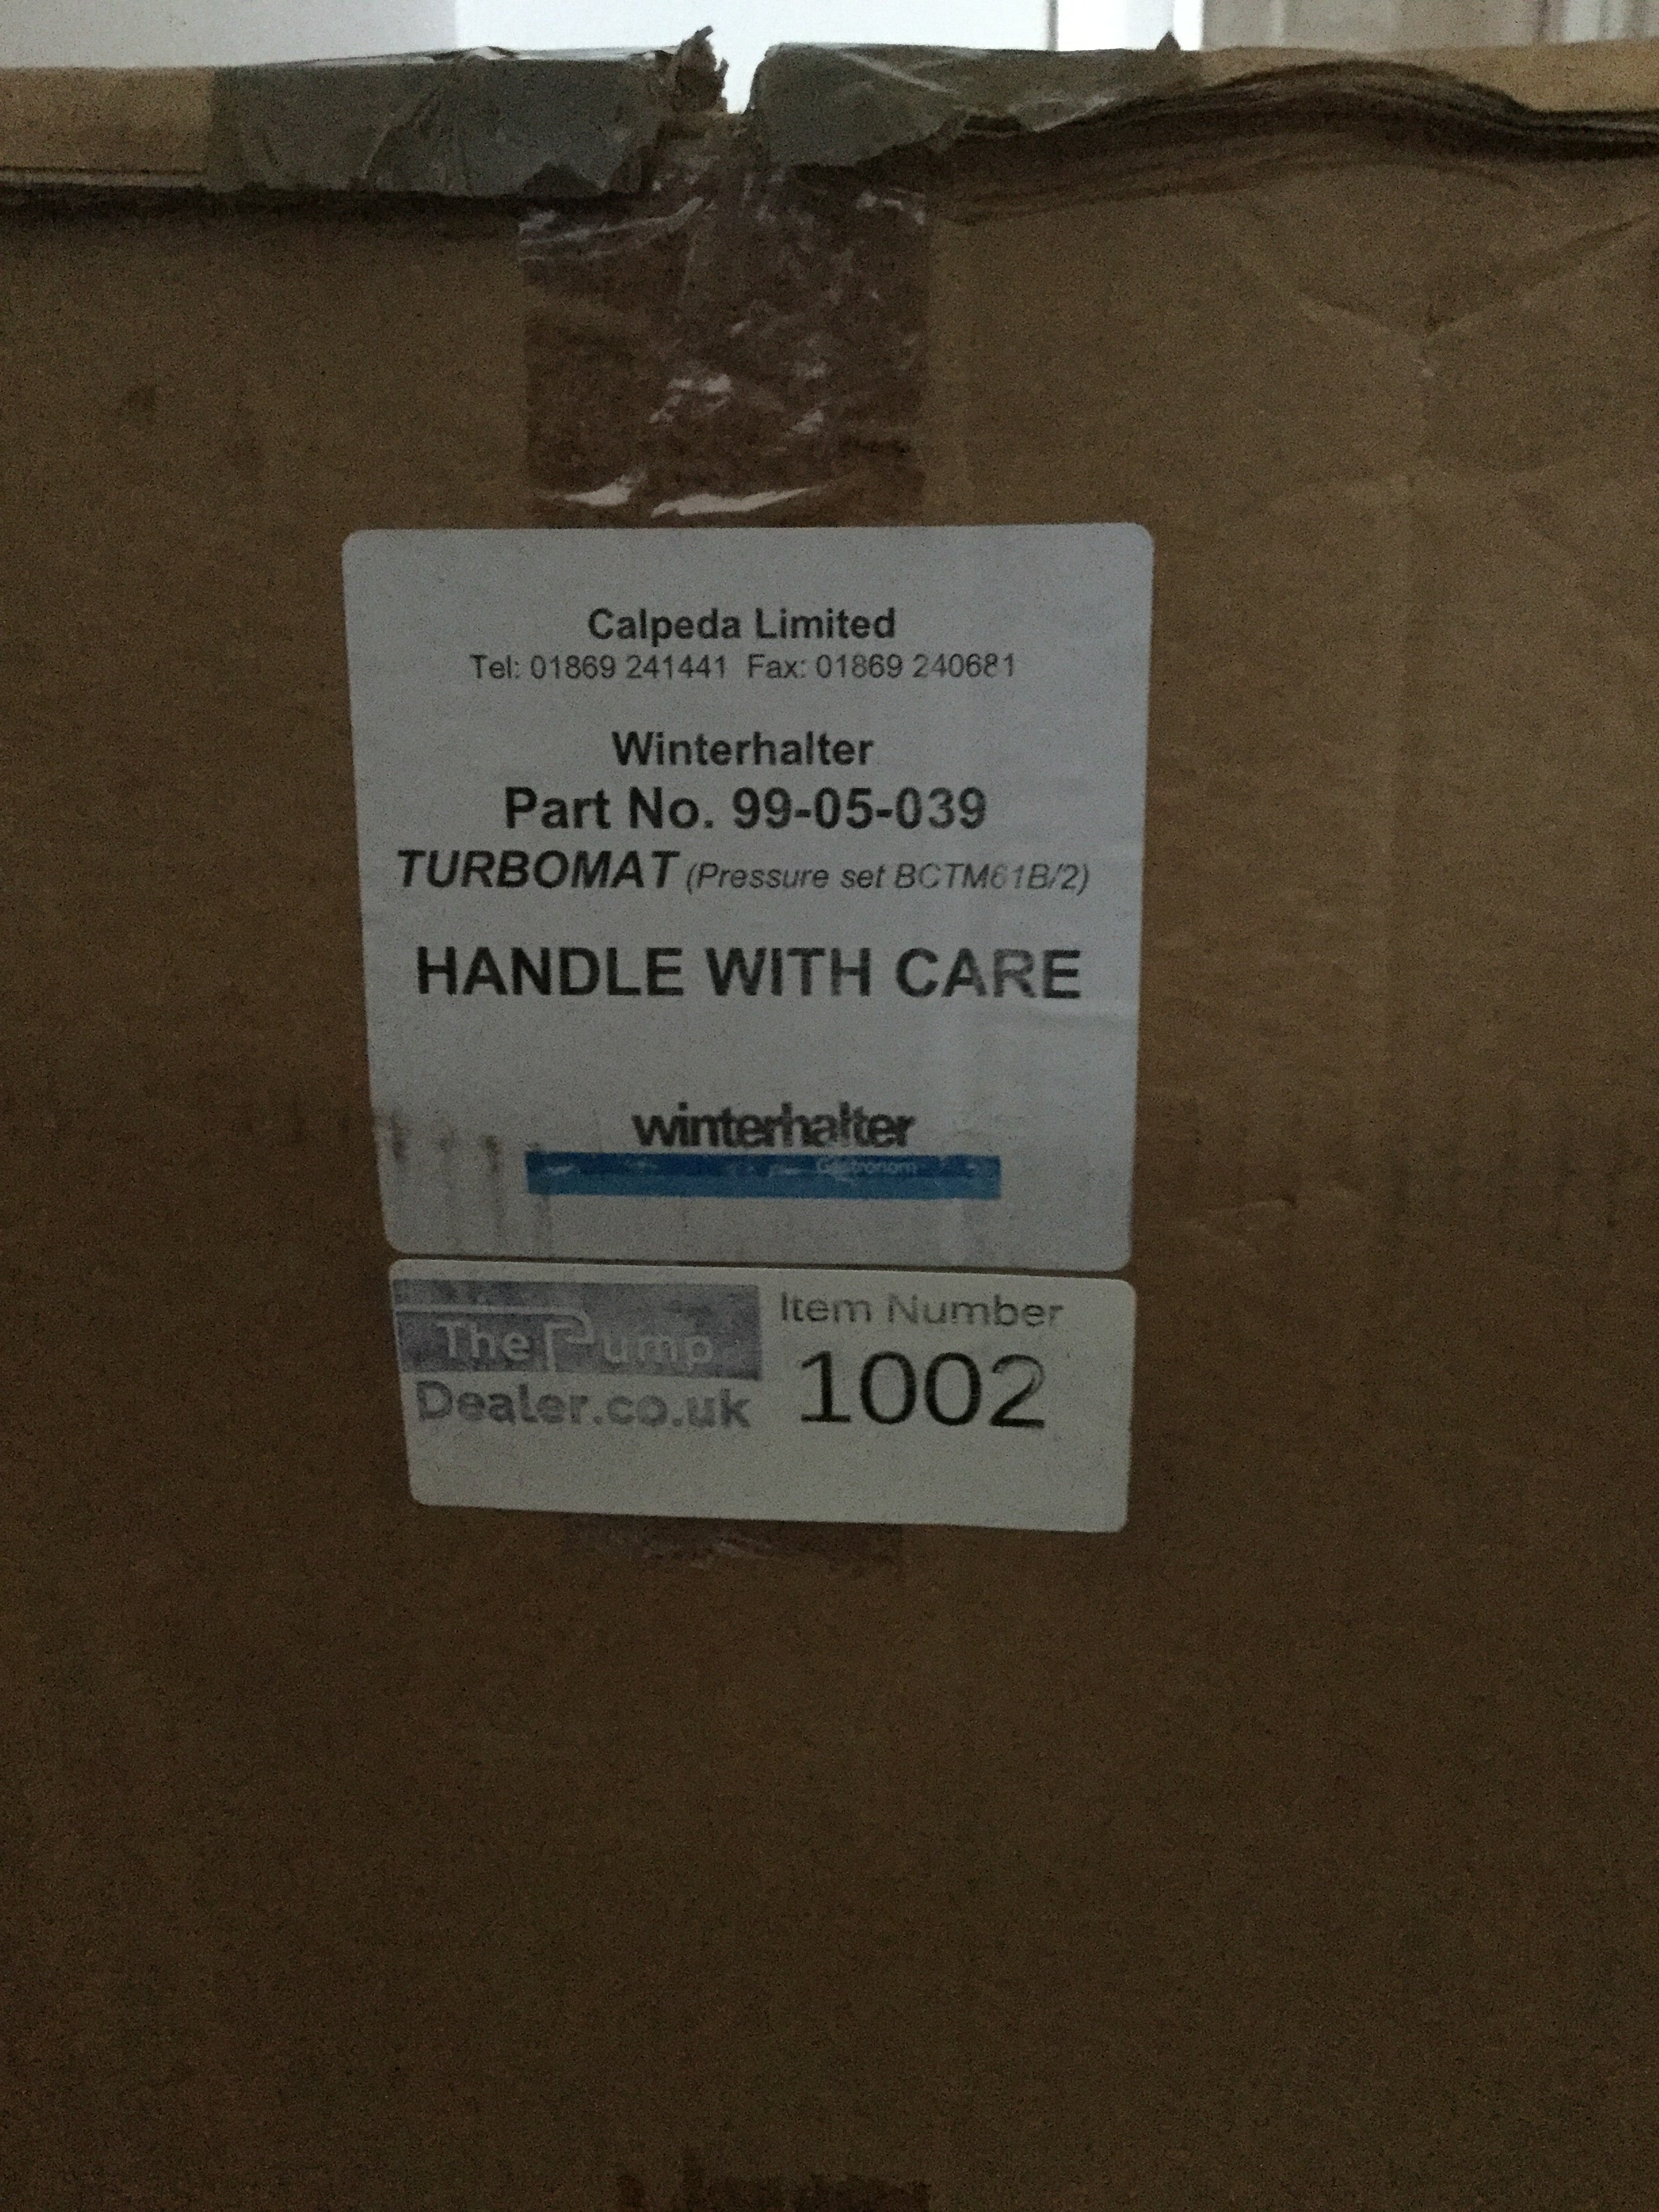 Calpeda Limited
Tel: 01869 241441 Fax: 01869 240681
Winterhalter
Part No. 99-05-039
TURBOMAT (Pressure set BCTM61B/2)
HANDLE WITH CARE
winterhalter
Gastronom
The Pump
Dealer.co.uk
Item Number
1002